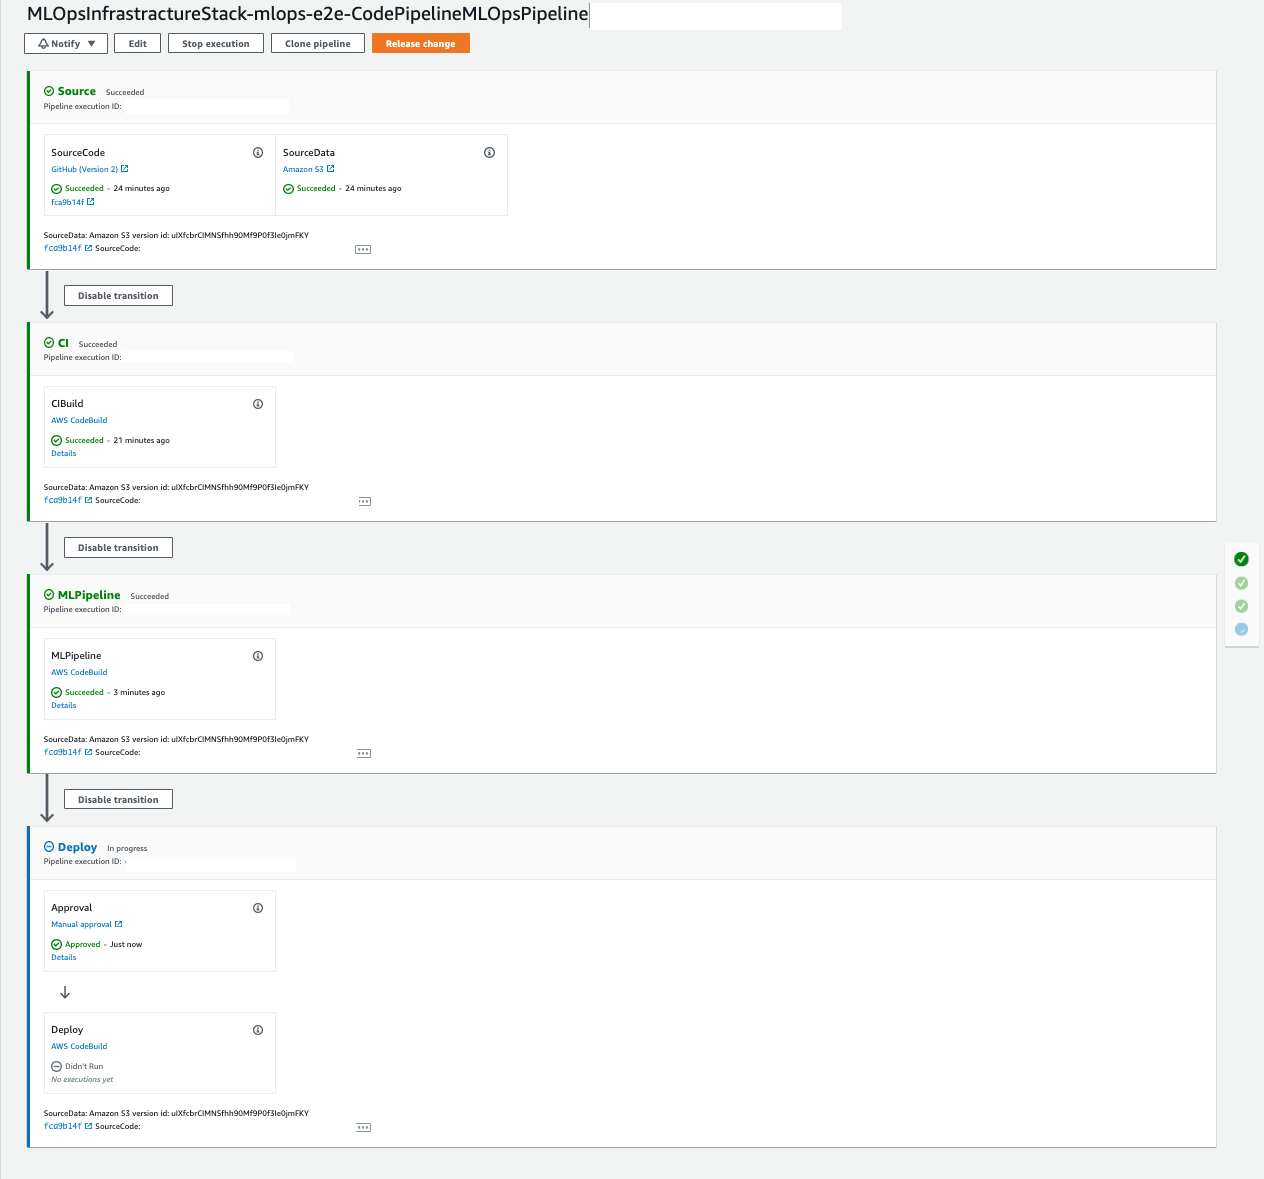 MLOpsInfrastractureStack-mlops-e2e-CodePipelineMLOpsPipeline
Notify
Edit
Stop execution
Clone pipeline
Release change
Source Succeeded
Pipeline execution ID:
SourceCode
GitHub (Version 2)
Succeeded - 24 minutes ago
fca9b14f
SourceData
Amazon S3
Succeeded - 24 minutes ago
SourceData: Amazon S3 version id: ulXfcbrClMNSfhh90Mf9P0f3Ie0jmFKY
fca9b14f SourceCode:
Disable transition
CI Succeeded
Pipeline execution ID:
CIBuild
AWS CodeBuild
Succeeded - 21 minutes ago
Details
SourceData: Amazon S3 version id: ulXfcbrClMNSfhh90Mf9P0f3Ie0jmFKY
fca9b14f SourceCode:
Disable transition
MLPipeline Succeeded
Pipeline execution ID:
MLPipeline
AWS CodeBuild
Succeeded - 3 minutes ago
Details
SourceData: Amazon S3 version id: ulXfcbrClMNSfhh90Mf9P0f3Ie0jmFKY
fca9b14f SourceCode:
Disable transition
Deploy In progress
Pipeline execution ID:
Approval
Manual approval
Approved - Just now
Details
Deploy
AWS CodeBuild
Didn't Run
No executions yet
SourceData: Amazon S3 version id: ulXfcbrClMNSfhh90Mf9P0f3Ie0jmFKY
fca9b14f SourceCode: